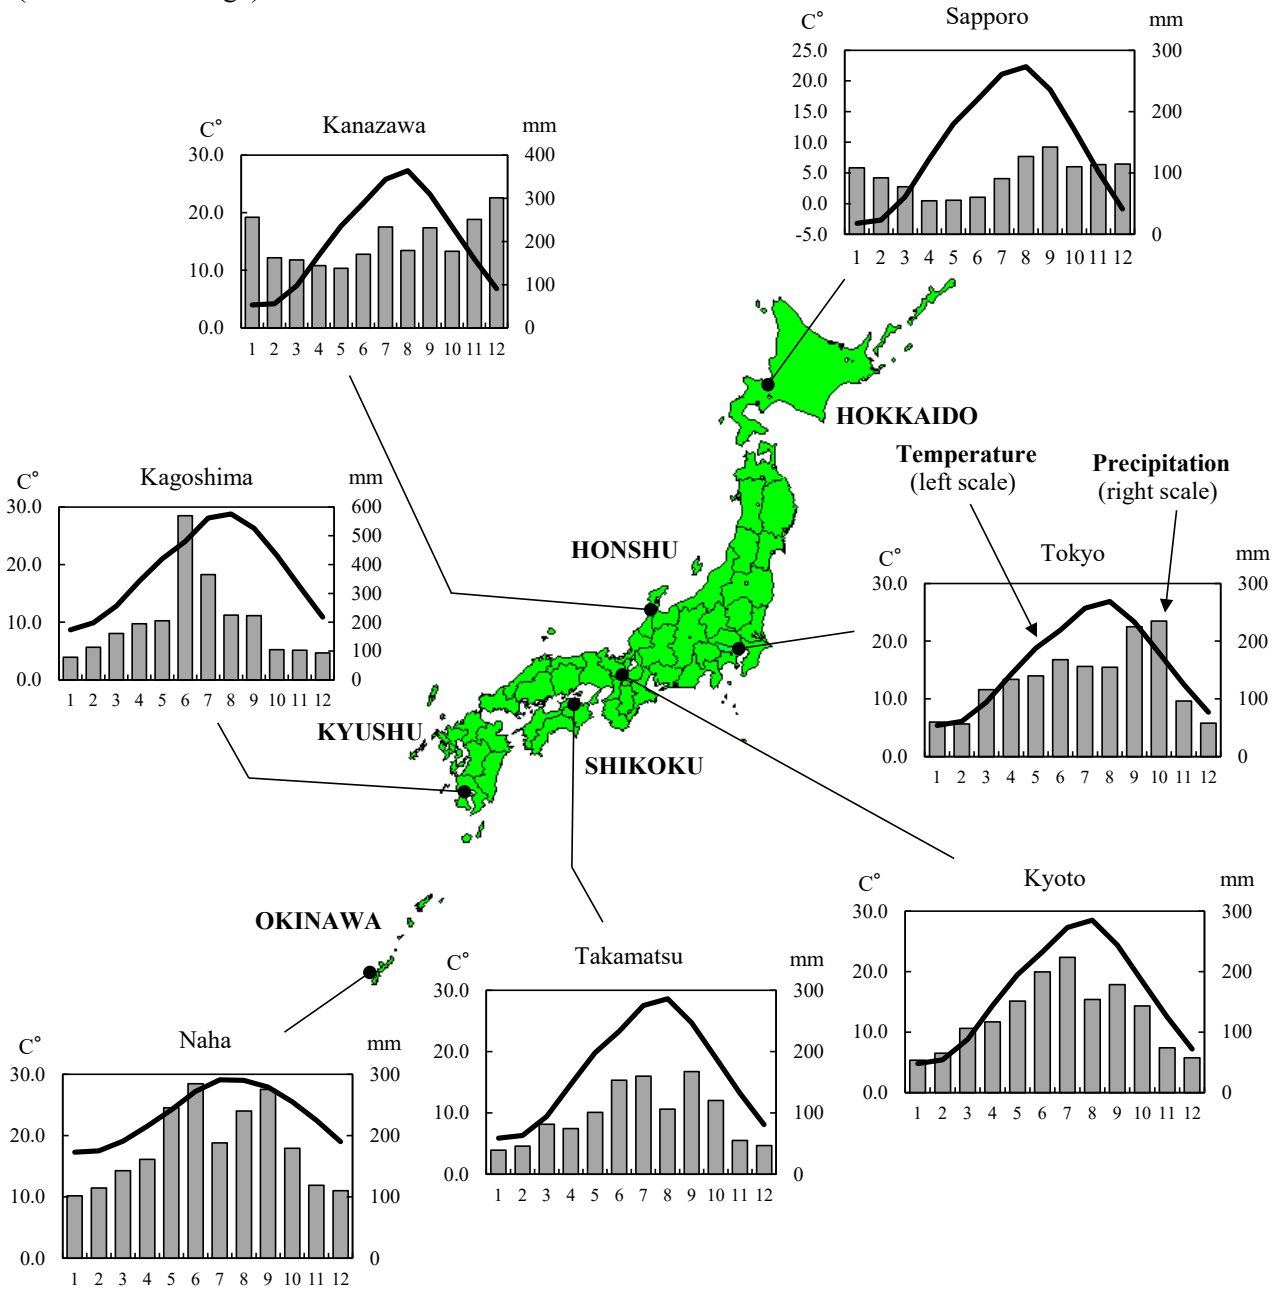 Sapporo
C° mm
25.0 300
20.0
15.0 200
10.0
5.0 100
0.0
-5.0 0
1 2 3 4 5 6 7 8 9 10 11 12
Kanazawa
C° mm
30.0 400
300
20.0
200
10.0
100
0.0 0
1 2 3 4 5 6 7 8 9 10 11 12
HOKKAIDO
Temperature
(left scale)
Precipitation
(right scale)
Kagoshima
C° mm
30.0 600
500
20.0 400
300
10.0 200
100
0.0 0
1 2 3 4 5 6 7 8 9 10 11 12
HONSHU
Tokyo
C° mm
30.0 300
20.0 200
10.0 100
0.0 0
1 2 3 4 5 6 7 8 9 10 11 12
KYUSHU
SHIKOKU
Kyoto
C° mm
30.0 300
20.0 200
10.0 100
0.0 0
1 2 3 4 5 6 7 8 9 10 11 12
OKINAWA
Takamatsu
C° mm
30.0 300
20.0 200
10.0 100
0.0 0
1 2 3 4 5 6 7 8 9 10 11 12
Naha
C° mm
30.0 300
20.0 200
10.0 100
0.0 0
1 2 3 4 5 6 7 8 9 10 11 12